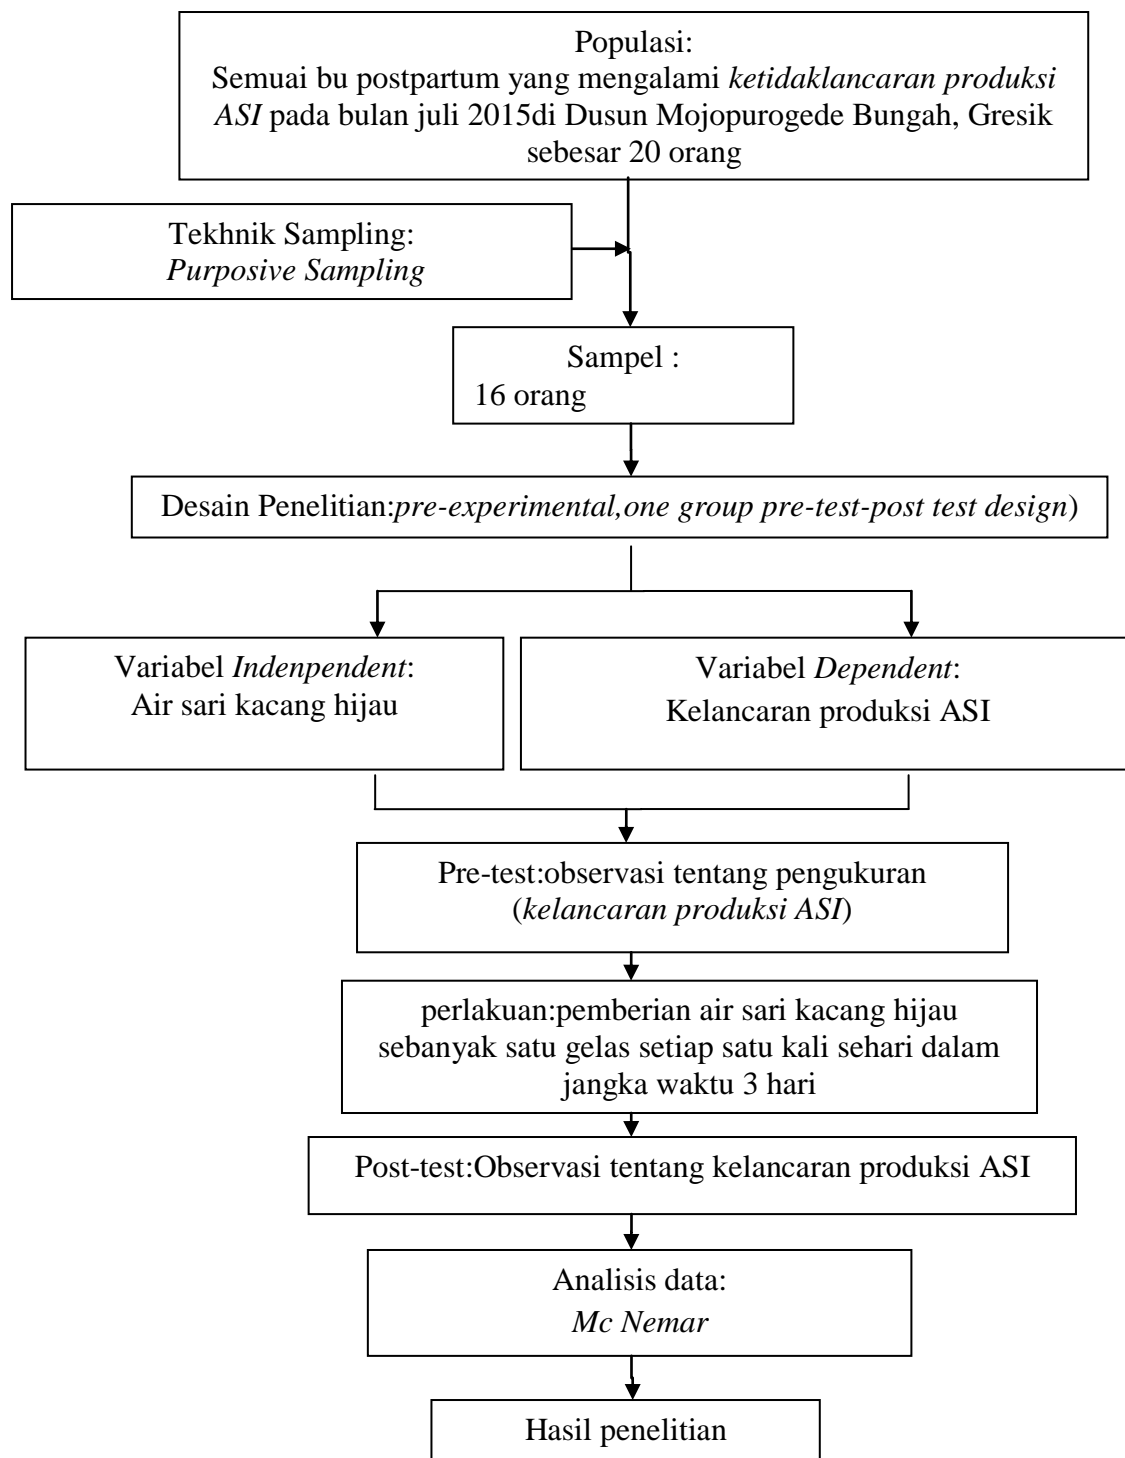 Populasi:
Semuai bu postpartum yang mengalami ketidaklancaran produksi
ASI pada bulan juli 2015di Dusun Mojopurogede Bungah, Gresik
sebesar 20 orang
Tekhnik Sampling:
Purposive Sampling
Sampel :
16 orang
Desain Penelitian:pre-experimental,one group pre-test-post test design)
Variabel Indenpendent:
Air sari kacang hijau
Variabel Dependent:
Kelancaran produksi ASI
Pre-test:observasi tentang pengukuran
(kelancaran produksi ASI)
perlakuan:pemberian air sari kacang hijau
sebanyak satu gelas setiap satu kali sehari dalam
jangka waktu 3 hari
Post-test:Observasi tentang kelancaran produksi ASI
Analisis data:
Mc Nemar
Hasil penelitian